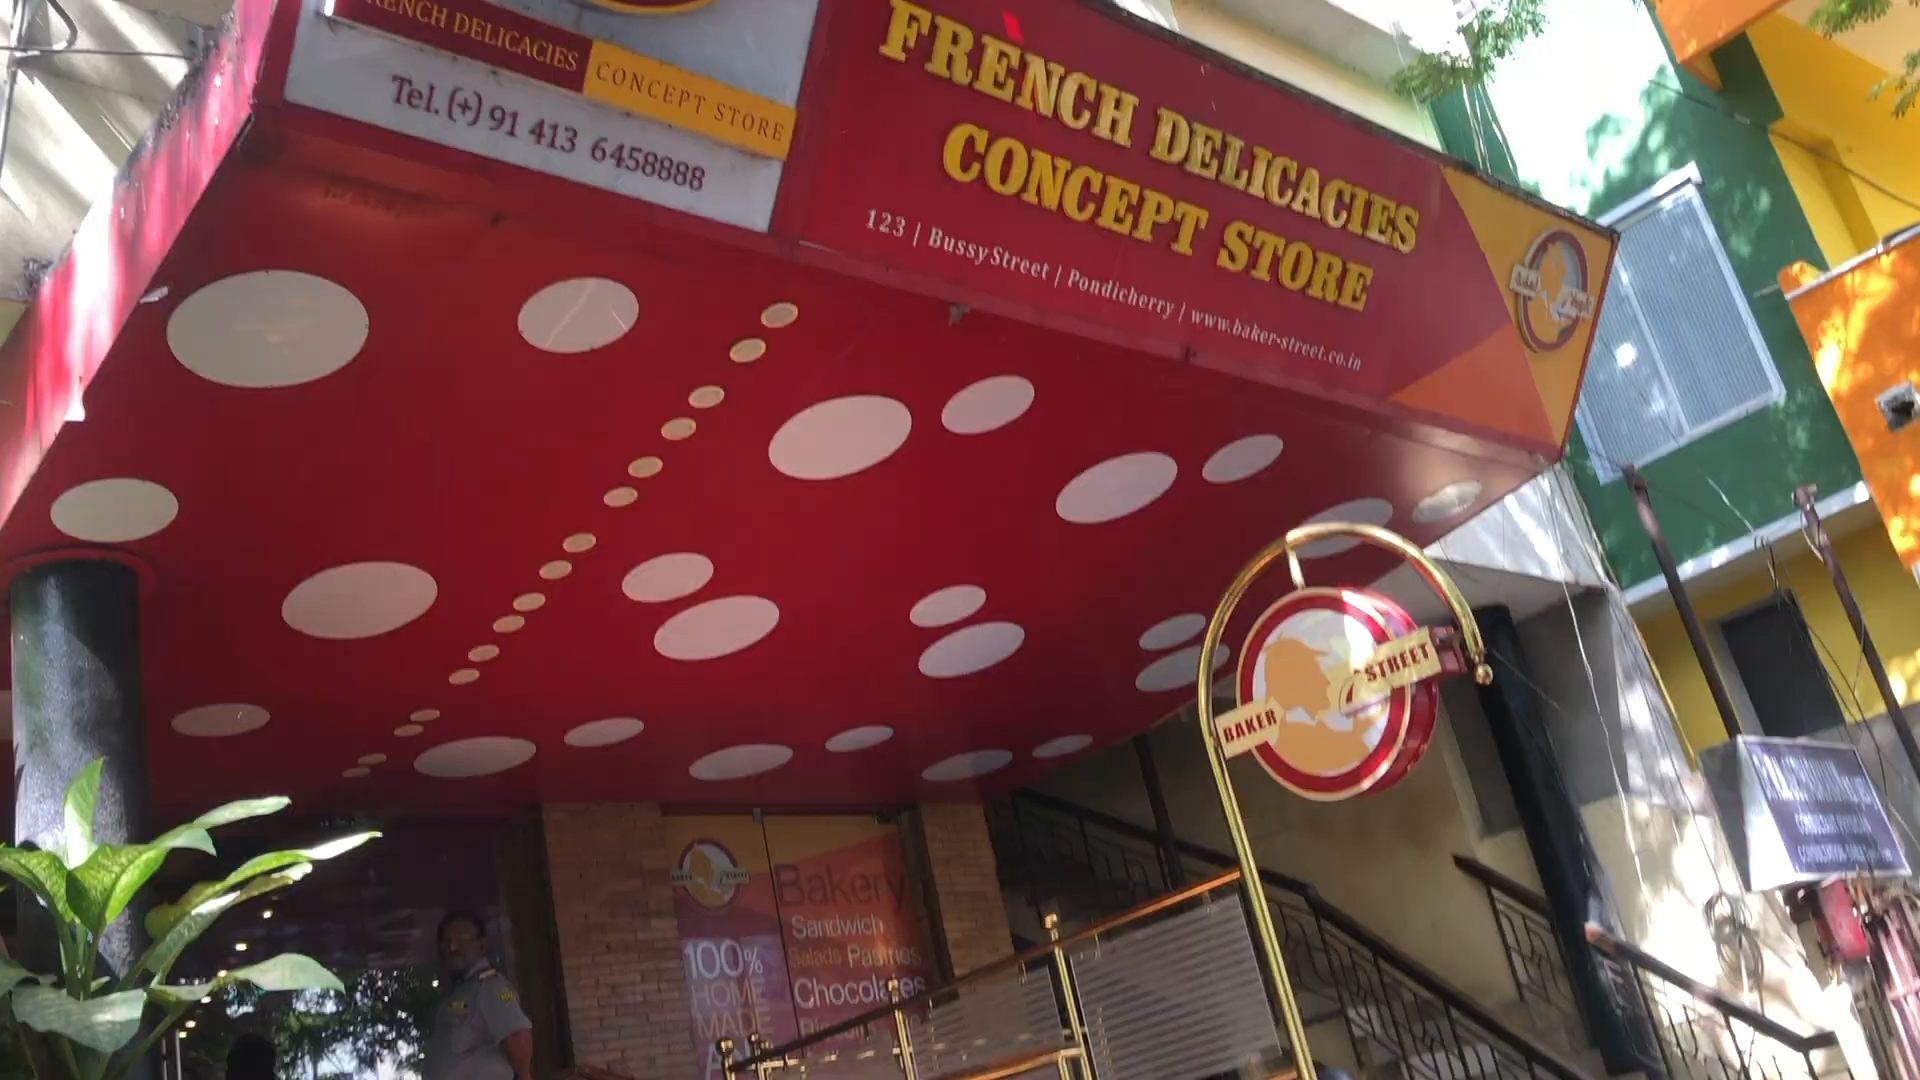 FRENCH DELICACIES
CONCEPT STORE
Tel. (+) 91 413 6458888
FRENCH DELICACIES
CONCEPT STORE
123 | Bussy Street | Pondicherry | www.baker-street.co.in
BAKER STREET
Bakery
Sandwich
Salads Pastries
Chocolates
100%
HOME
MADE